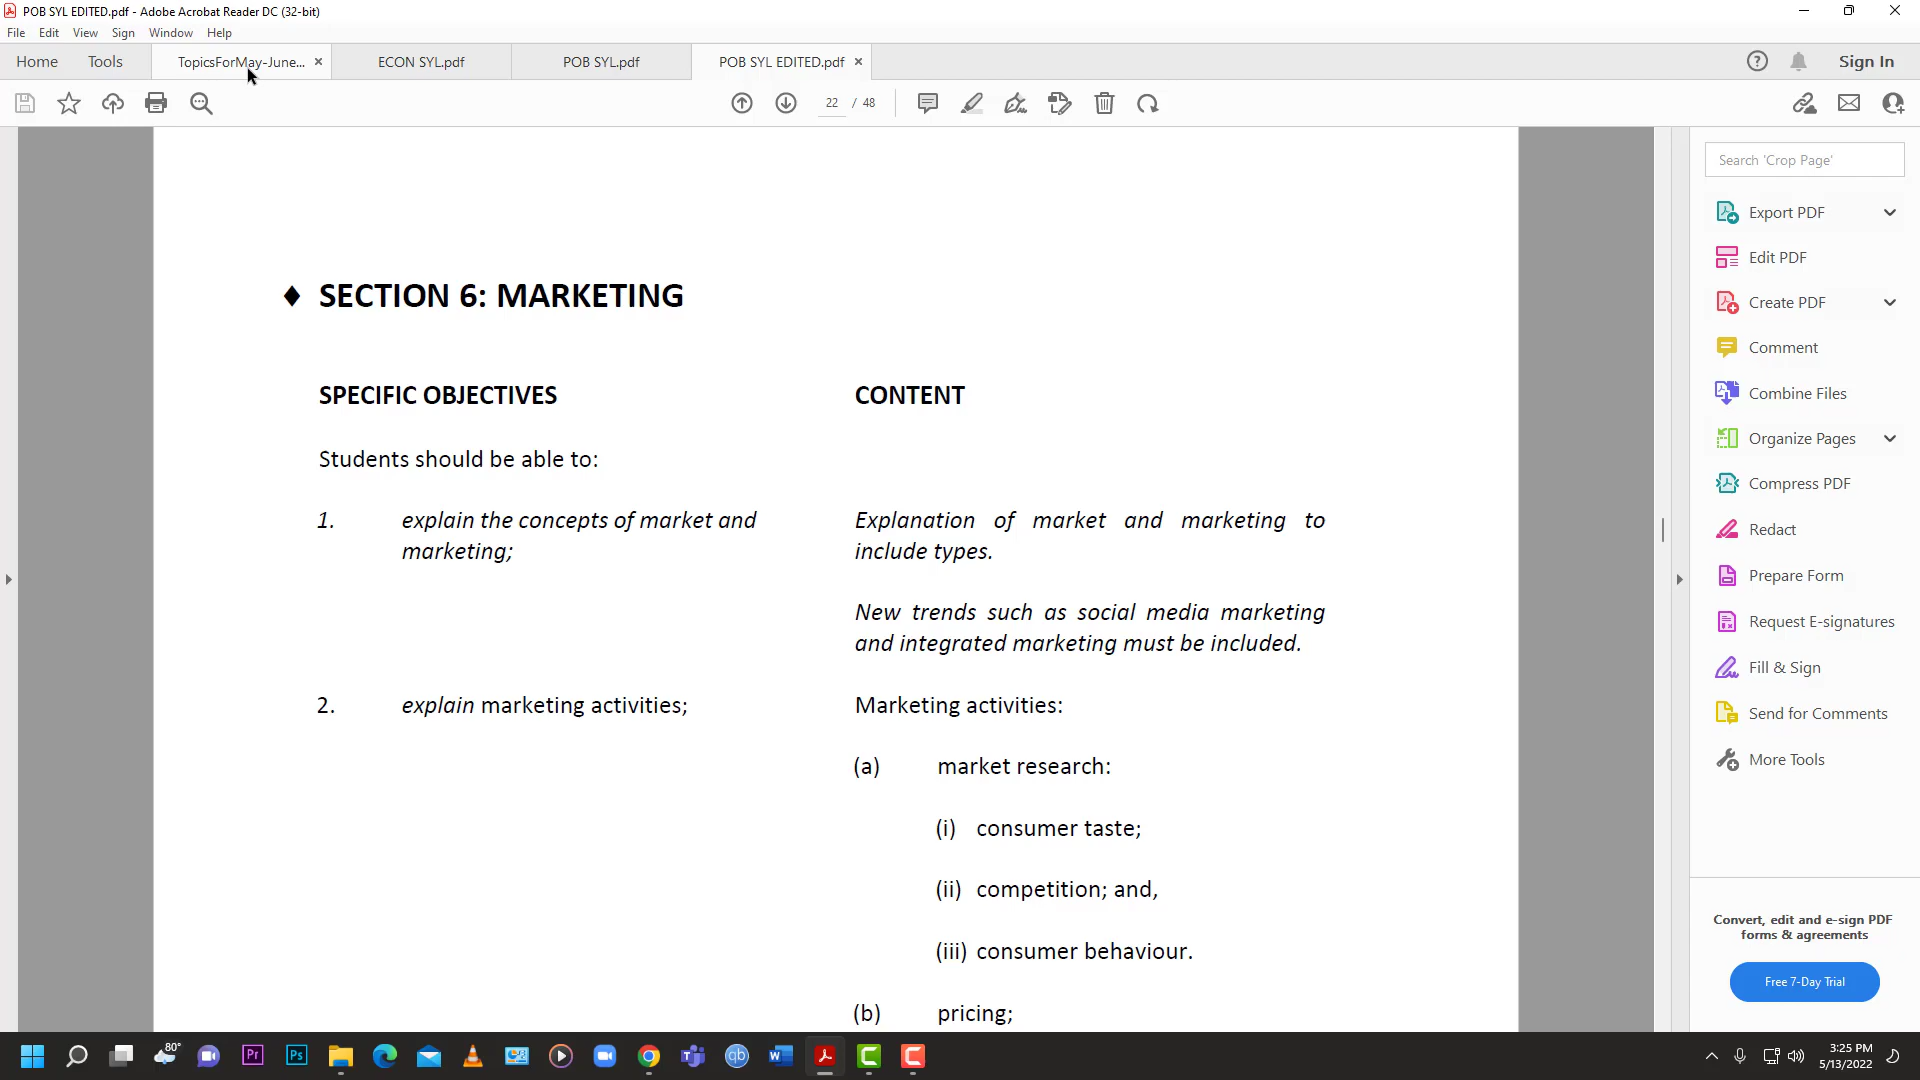 POB SYL EDITED.pdf - Adobe Acrobat Reader DC (32-bit)
File Edit View Sign Window Help
Home Tools TopicsForMay-June... ECON SYL.pdf POB SYL.pdf POB SYL EDITED.pdf Sign In
22 / 48
SECTION 6: MARKETING
SPECIFIC OBJECTIVES CONTENT
Students should be able to:
1. explain the concepts of market and Explanation of market and marketing to
marketing; include types.
New trends such as social media marketing
and integrated marketing must be included.
2. explain marketing activities; Marketing activities:
(a) market research:
(i) consumer taste;
(ii) competition; and,
(iii) consumer behaviour.
(b) pricing;
Search 'Crop Page'
Export PDF
Edit PDF
Create PDF
Comment
Combine Files
Organize Pages
Compress PDF
Redact
Prepare Form
Request E-signatures
Fill & Sign
Send for Comments
More Tools
Convert, edit and e-sign PDF
forms & agreements
Free 7-Day Trial
80°
Pr
Ps
qb
3:25 PM
5/13/2022